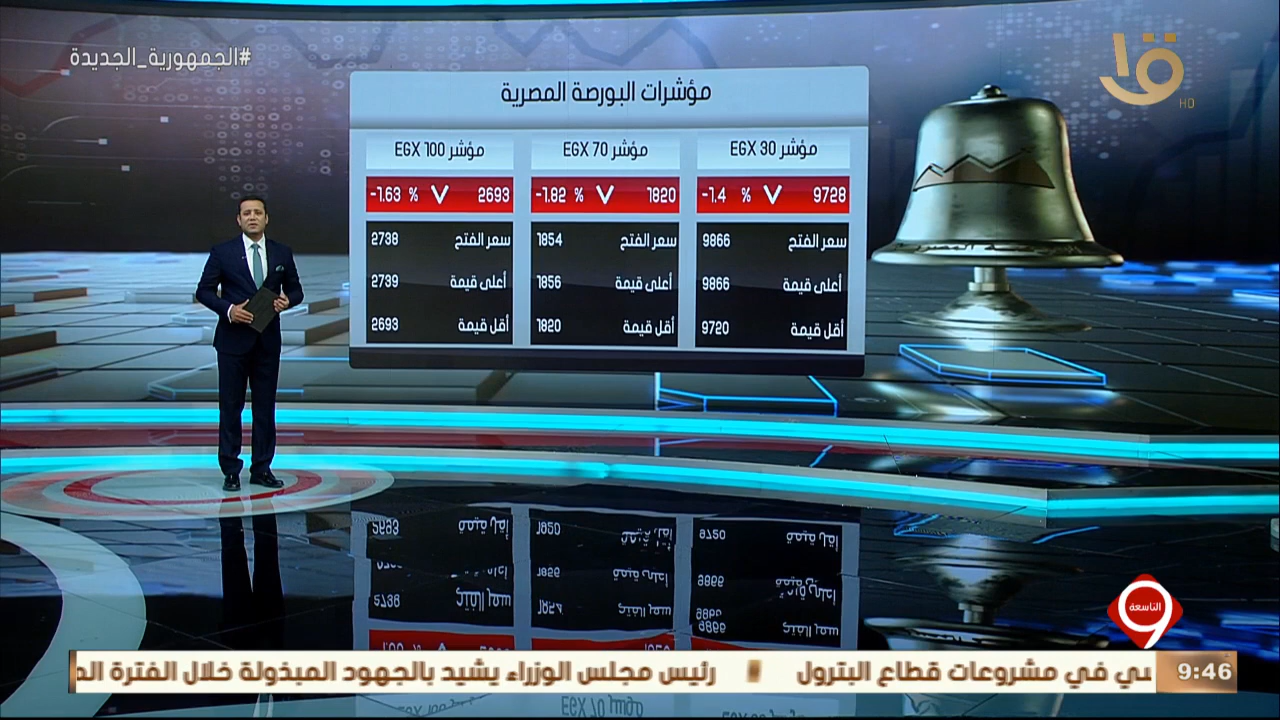 #الجمهورية_الجديدة
HD
مؤشرات البورصة المصرية
مؤشر EGX 30
9728 -1.4 %
سعر الفتح 9866
أعلى قيمة 9866
أقل قيمة 9720
مؤشر EGX 70
1820 -1.82 %
سعر الفتح 1854
أعلى قيمة 1856
أقل قيمة 1820
مؤشر EGX 100
2693 -1.63 %
سعر الفتح 2738
أعلى قيمة 2739
أقل قيمة 2693
التاسعة
9
9:46
في مشروعات قطاع البترول
رئيس مجلس الوزراء يشيد بالجهود المبذولة خلال الفترة